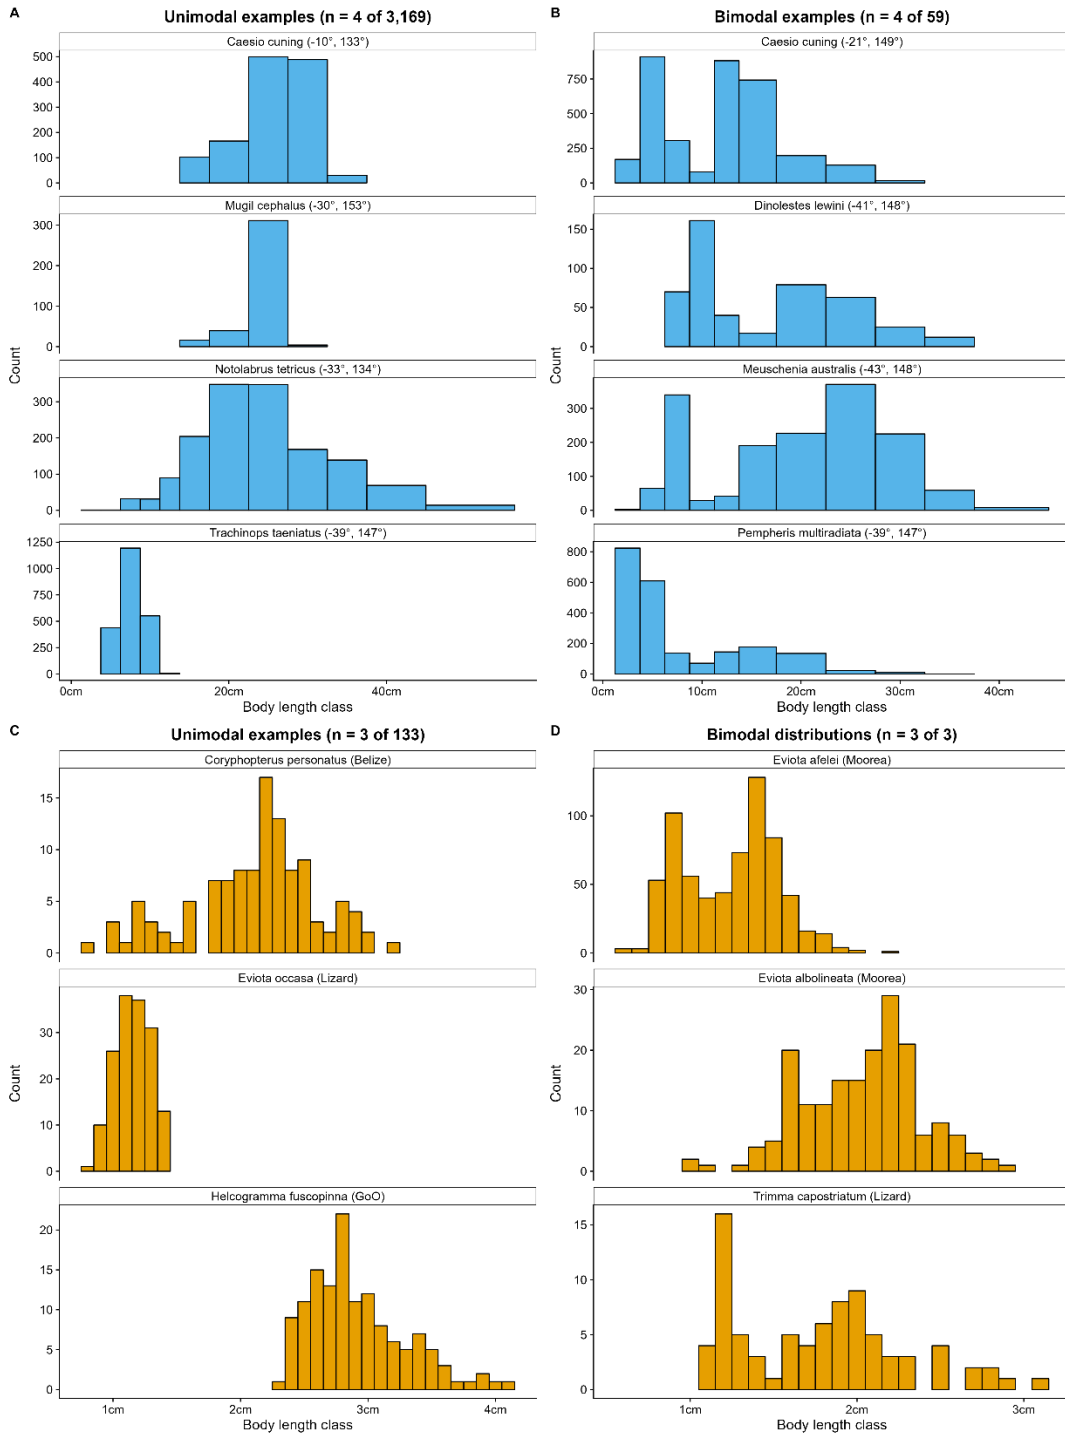 A
Unimodal examples (n = 4 of 3,169)
Caesio cuning (-10°, 133°)
500
400
300
200
100
0
Mugil cephalus (-30°, 153°)
300
200
100
0
Notolabrus tetricus (-33°, 134°)
300
200
100
0
Trachinops taeniatus (-39°, 147°)
1250
1000
750
500
250
0
Count
0cm
20cm
40cm
Body length class
B
Bimodal examples (n = 4 of 59)
Caesio cuning (-21°, 149°)
750
500
250
0
Dinolestes lewini (-41°, 148°)
150
100
50
0
Meuschenia australis (-43°, 148°)
300
200
100
0
Pempheris multiradiata (-39°, 147°)
800
600
400
200
0
Count
0cm
10cm
20cm
30cm
40cm
Body length class
C
Unimodal examples (n = 3 of 133)
Coryphopterus personatus (Belize)
15
10
5
0
Eviota occasa (Lizard)
30
20
10
0
Helcogramma fuscopinna (GoO)
20
15
10
5
0
Count
1cm
2cm
3cm
4cm
Body length class
D
Bimodal distributions (n = 3 of 3)
Eviota afelei (Moorea)
100
50
0
Eviota albolineata (Moorea)
30
20
10
0
Trimma capostriatum (Lizard)
15
10
5
0
Count
1cm
2cm
3cm
Body length class